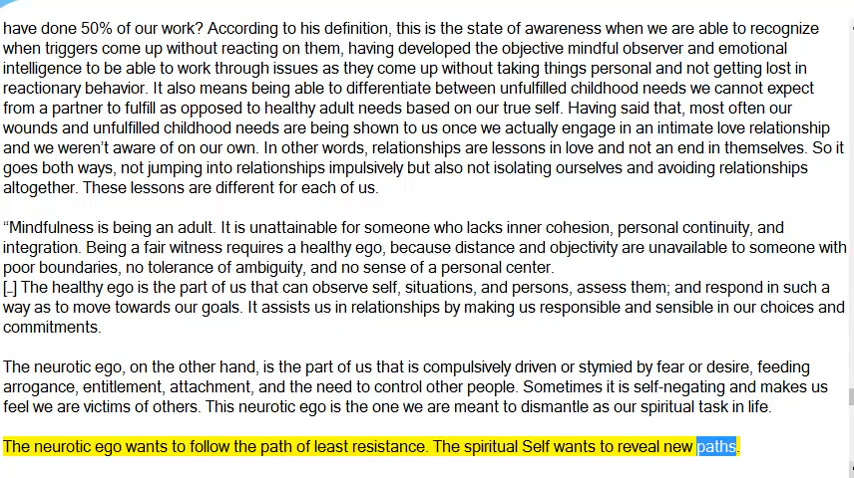 have done 50% of our work? According to his definition, this is the state of awareness when we are able to recognize
when triggers come up without reacting on them, having developed the objective mindful observer and emotional
intelligence to be able to work through issues as they come up without taking things personal and not getting lost in
reactionary behavior. It also means being able to differentiate between unfulfilled childhood needs we cannot expect
from a partner to fulfill as opposed to healthy adult needs based on our true self. Having said that, most often our
wounds and unfulfilled childhood needs are being shown to us once we actually engage in an intimate love relationship
and we weren't aware of on our own. In other words, relationships are lessons in love and not an end in themselves. So it
goes both ways, not jumping into relationships impulsively but also not isolating ourselves and avoiding relationships
altogether. These lessons are different for each of us.
“Mindfulness is being an adult. It is unattainable for someone who lacks inner cohesion, personal continuity, and
integration. Being a fair witness requires a healthy ego, because distance and objectivity are unavailable to someone with
poor boundaries, no tolerance of ambiguity, and no sense of a personal center.
[..] The healthy ego is the part of us that can observe self, situations, and persons, assess them; and respond in such a
way as to move towards our goals. It assists us in relationships by making us responsible and sensible in our choices and
commitments.
The neurotic ego, on the other hand, is the part of us that is compulsively driven or stymied by fear or desire, feeding
arrogance, entitlement, attachment, and the need to control other people. Sometimes it is self-negating and makes us
feel we are victims of others. This neurotic ego is the one we are meant to dismantle as our spiritual task in life.
The neurotic ego wants to follow the path of least resistance. The spiritual Self wants to reveal new paths.